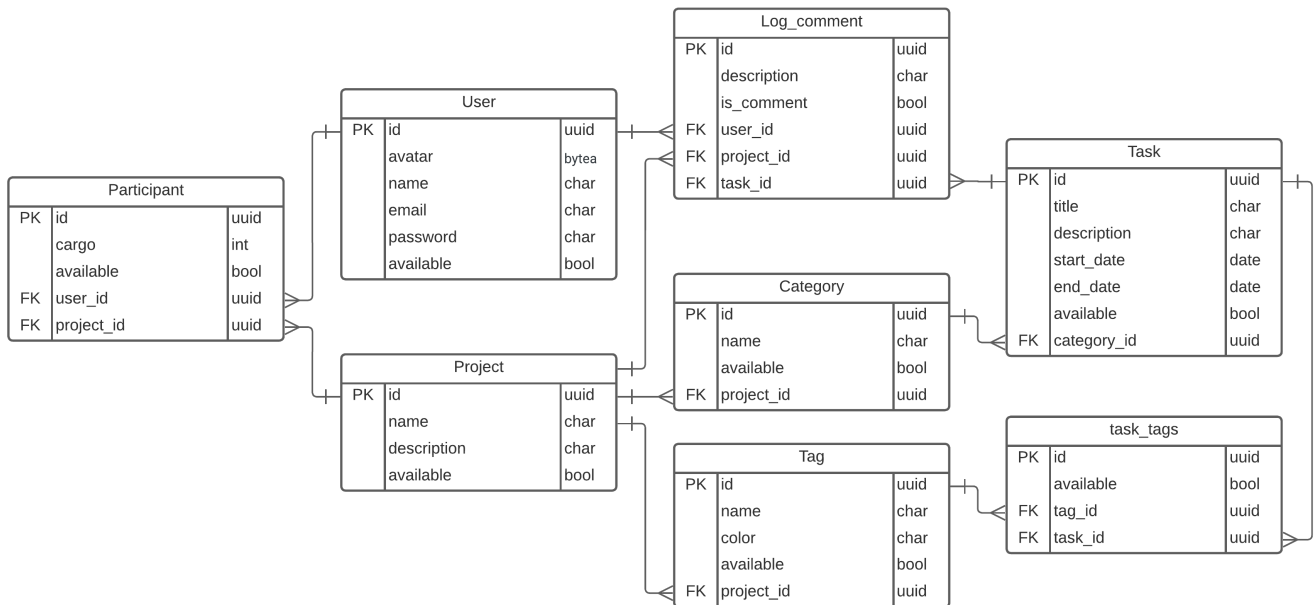 Participant
PK id uuid
cargo int
available bool
FK user_id uuid
FK project_id uuid
User
PK id uuid
avatar bytea
name char
email char
password char
available bool
Project
PK id uuid
name char
description char
available bool
Log_comment
PK id uuid
description char
is_comment bool
FK user_id uuid
FK project_id uuid
FK task_id uuid
Category
PK id uuid
name char
available bool
FK project_id uuid
Tag
PK id uuid
name char
color char
available bool
FK project_id uuid
Task
PK id uuid
title char
description char
start_date date
end_date date
available bool
FK category_id uuid
task_tags
PK id uuid
available bool
FK tag_id uuid
FK task_id uuid